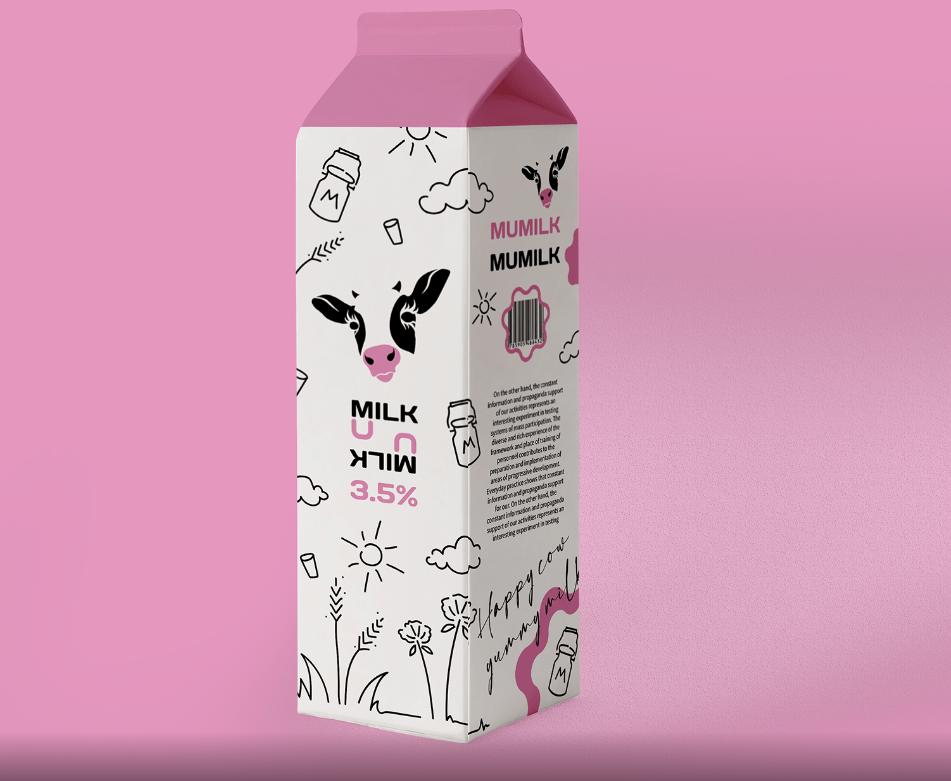 MILK
U U
MILK
3.5%
M
M
MUMILK
MUMILK
On the other hand, the constant
information and propaganda support
of our activities represents an
interesting experiment in testing
systems of mass participation. The
diverse and rich experience of the
framework and place of training of
personnel contributes to the
preparation and implementation of
areas of progressive development.
Everyday practice shows that constant
information and propaganda support
for our. On the other hand, the
constant information and propaganda
support of our activities represents an
interesting experiment in testing
Happy cow
yummy milk
M